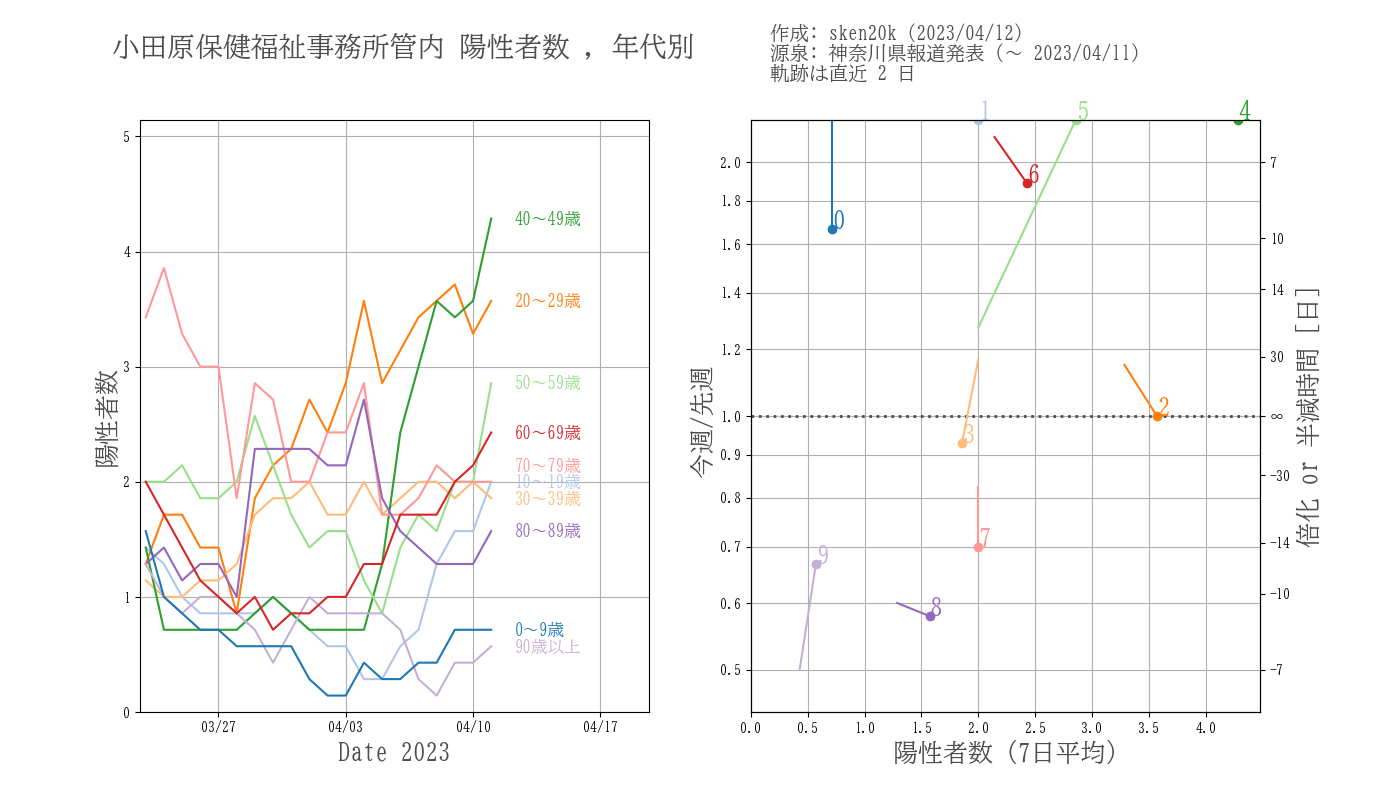 小田原保健福祉事務所管内 陽性者数 , 年代別
作成: sken20k (2023/04/12)
源泉: 神奈川県報道発表 (〜 2023/04/11)
軌跡は直近 2 日
5
4
3
2
1
0
陽性者数
40〜49歳
20〜29歳
50〜59歳
60〜69歳
70〜79歳
10〜19歳
30〜39歳
80〜89歳
0〜9歳
90歳以上
03/27
04/03
04/10
04/17
Date 2023
2.0
1.8
1.6
1.4
1.2
1.0
0.9
0.8
0.7
0.6
0.5
今週/先週
1
5
4
6
0
2
3
7
9
8
7
10
14
30
∞
-30
-14
-10
-7
倍化 or 半減時間 [日]
0.0
0.5
1.0
1.5
2.0
2.5
3.0
3.5
4.0
陽性者数 (7日平均)